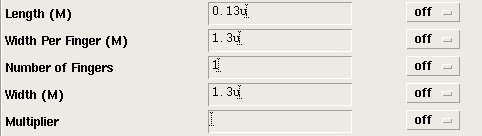 Length (M) 0.13u off
Width Per Finger (M) 1.3u off
Number of Fingers 1 off
Width (M) 1.3u off
Multiplier off